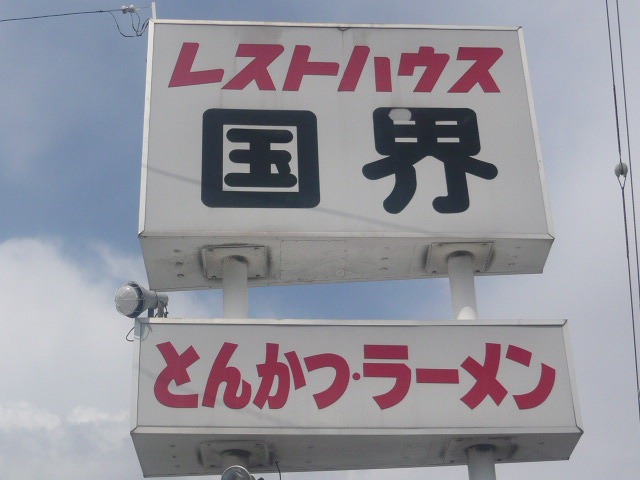 レストハウス
国界
とんかつ・ラーメン